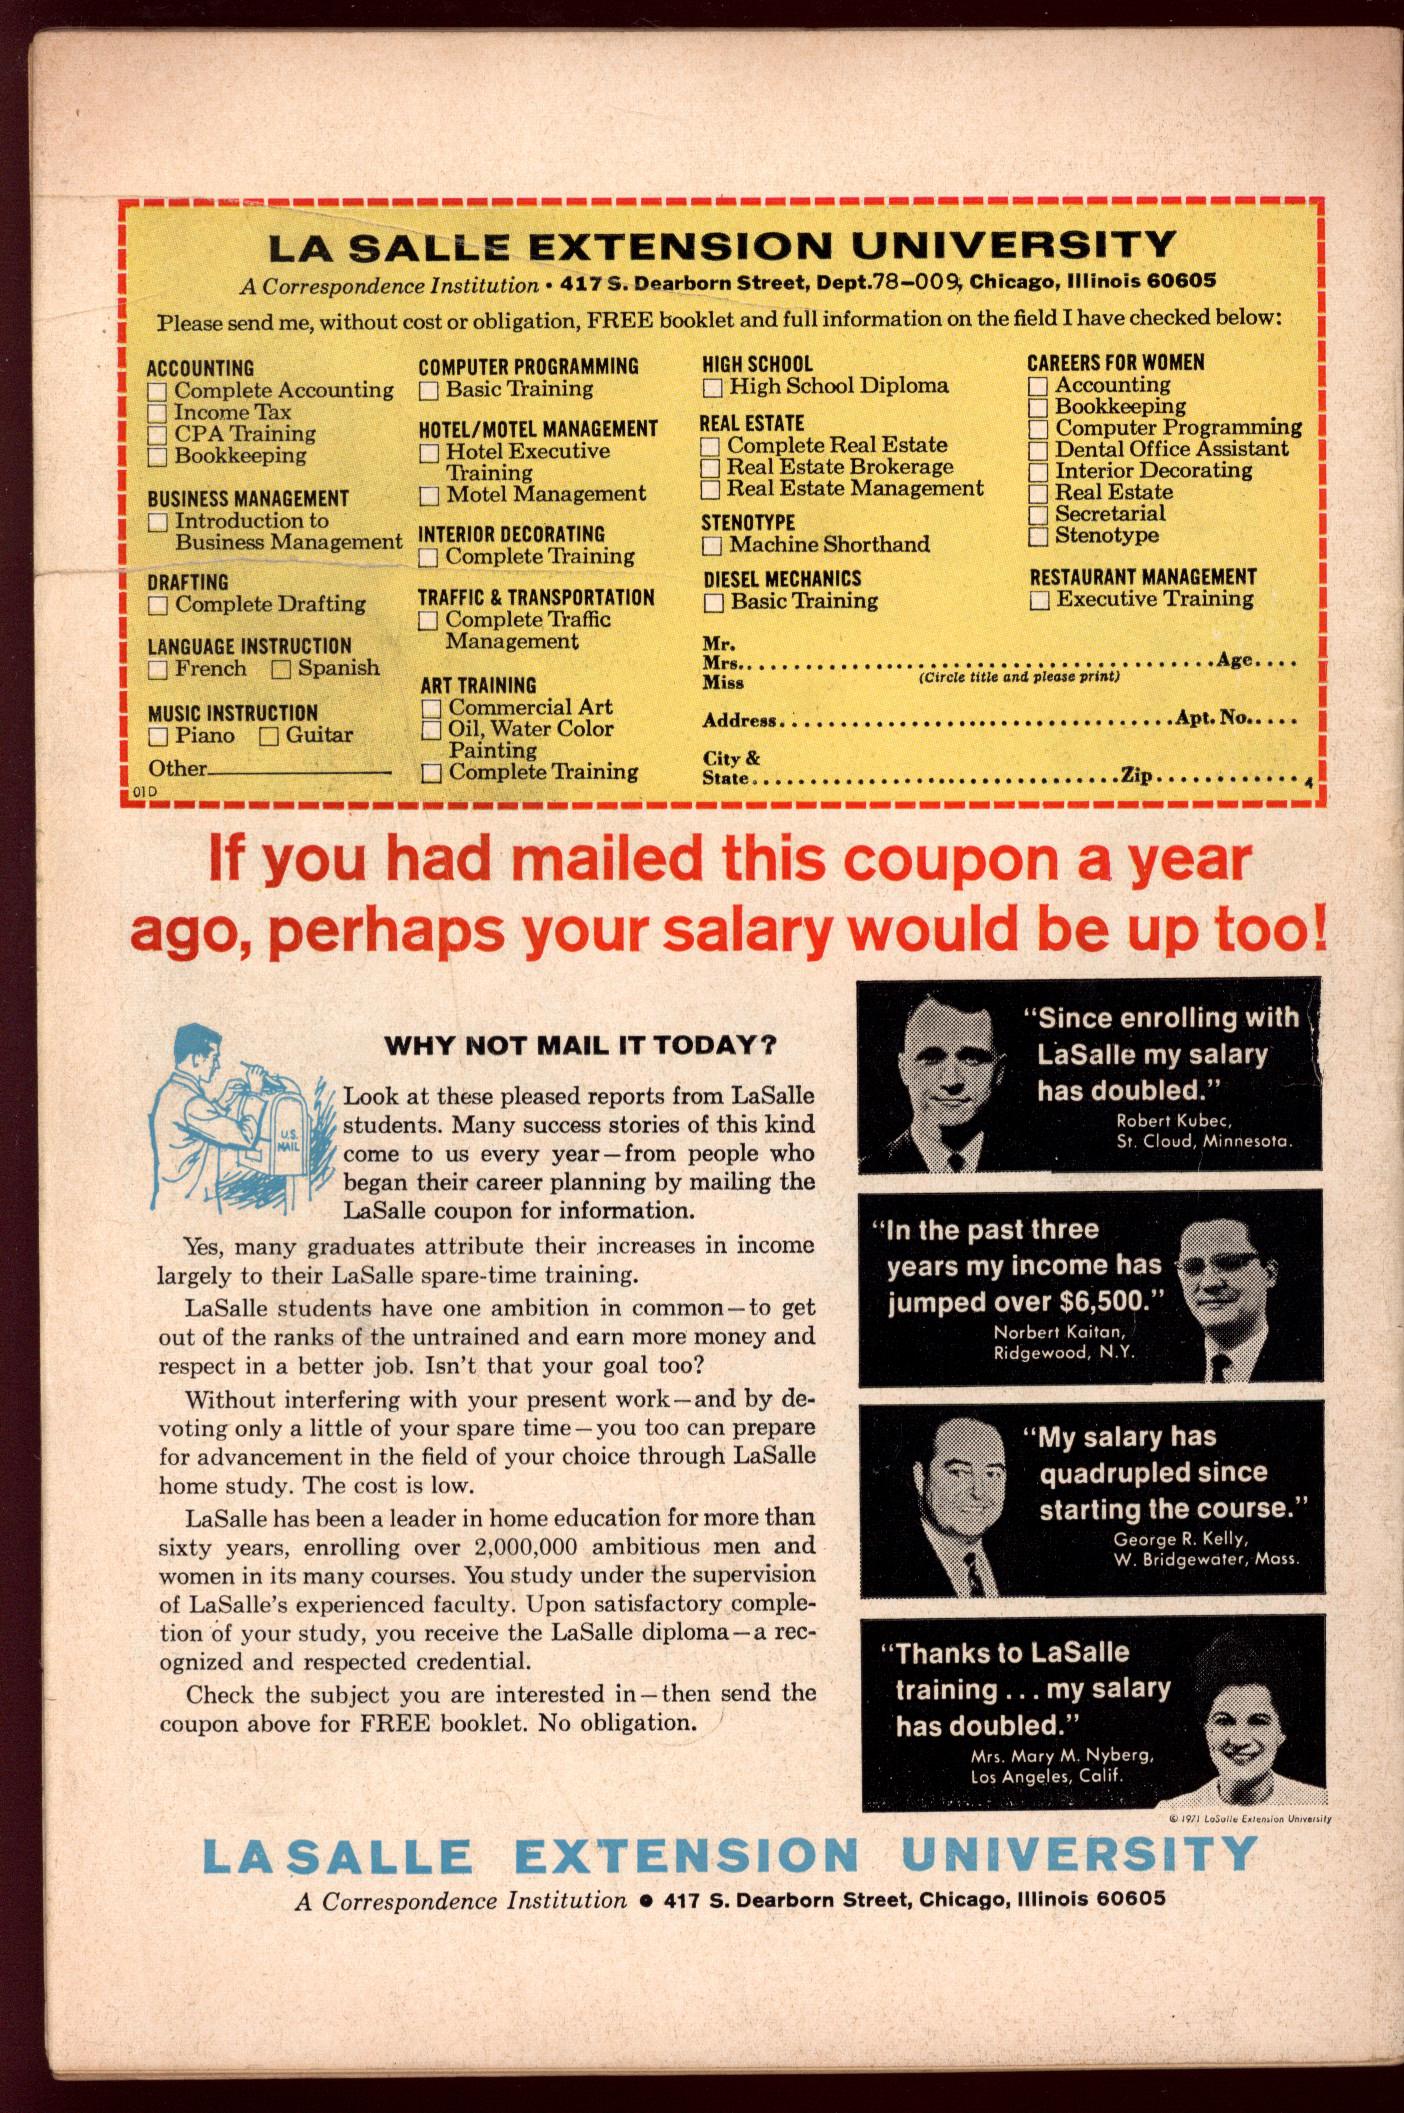 LA SALLE EXTENSION UNIVERSITY
A Correspondence Institution • 417 S. Dearborn Street, Dept.78-009, Chicago, Illinois 60605
Please send me, without cost or obligation, FREE booklet and full information on the field I have checked below:
ACCOUNTING
Complete Accounting
Income Tax
CPA Training
Bookkeeping
BUSINESS MANAGEMENT
Introduction to
Business Management
DRAFTING
Complete Drafting
LANGUAGE INSTRUCTION
French Spanish
MUSIC INSTRUCTION
Piano Guitar
Other
01D
COMPUTER PROGRAMMING
Basic Training
HOTEL/MOTEL MANAGEMENT
Hotel Executive
Training
Motel Management
INTERIOR DECORATING
Complete Training
TRAFFIC & TRANSPORTATION
Complete Traffic
Management
ART TRAINING
Commercial Art
Oil, Water Color
Painting
Complete Training
HIGH SCHOOL
High School Diploma
REAL ESTATE
Complete Real Estate
Real Estate Brokerage
Real Estate Management
STENOTYPE
Machine Shorthand
DIESEL MECHANICS
Basic Training
CAREERS FOR WOMEN
Accounting
Bookkeeping
Computer Programming
Dental Office Assistant
Interior Decorating
Real Estate
Secretarial
Stenotype
RESTAURANT MANAGEMENT
Executive Training
Mr.
Mrs. Age
Miss (Circle title and please print)
Address Apt. No.
City &
State Zip 4
If you had mailed this coupon a year
ago, perhaps your salary would be up too!
WHY NOT MAIL IT TODAY?
U.S.
MAIL
Look at these pleased reports from LaSalle
students. Many success stories of this kind
come to us every year—from people who
began their career planning by mailing the
LaSalle coupon for information.
Yes, many graduates attribute their increases in income
largely to their LaSalle spare-time training.
LaSalle students have one ambition in common—to get
out of the ranks of the untrained and earn more money and
respect in a better job. Isn't that your goal too?
Without interfering with your present work—and by de-
voting only a little of your spare time—you too can prepare
for advancement in the field of your choice through LaSalle
home study. The cost is low.
LaSalle has been a leader in home education for more than
sixty years, enrolling over 2,000,000 ambitious men and
women in its many courses. You study under the supervision
of LaSalle's experienced faculty. Upon satisfactory comple-
tion of your study, you receive the LaSalle diploma—a rec-
ognized and respected credential.
Check the subject you are interested in—then send the
coupon above for FREE booklet. No obligation.
"Since enrolling with
LaSalle my salary
has doubled."
Robert Kubec,
St. Cloud, Minnesota.
"In the past three
years my income has
jumped over $6,500."
Norbert Kaitan,
Ridgewood, N.Y.
"My salary has
quadrupled since
starting the course."
George R. Kelly,
W. Bridgewater, Mass.
"Thanks to LaSalle
training . . . my salary
has doubled."
Mrs. Mary M. Nyberg,
Los Angeles, Calif.
© 1971 LaSalle Extension University
LASALLE EXTENSION UNIVERSITY
A Correspondence Institution • 417 S. Dearborn Street, Chicago, Illinois 60605